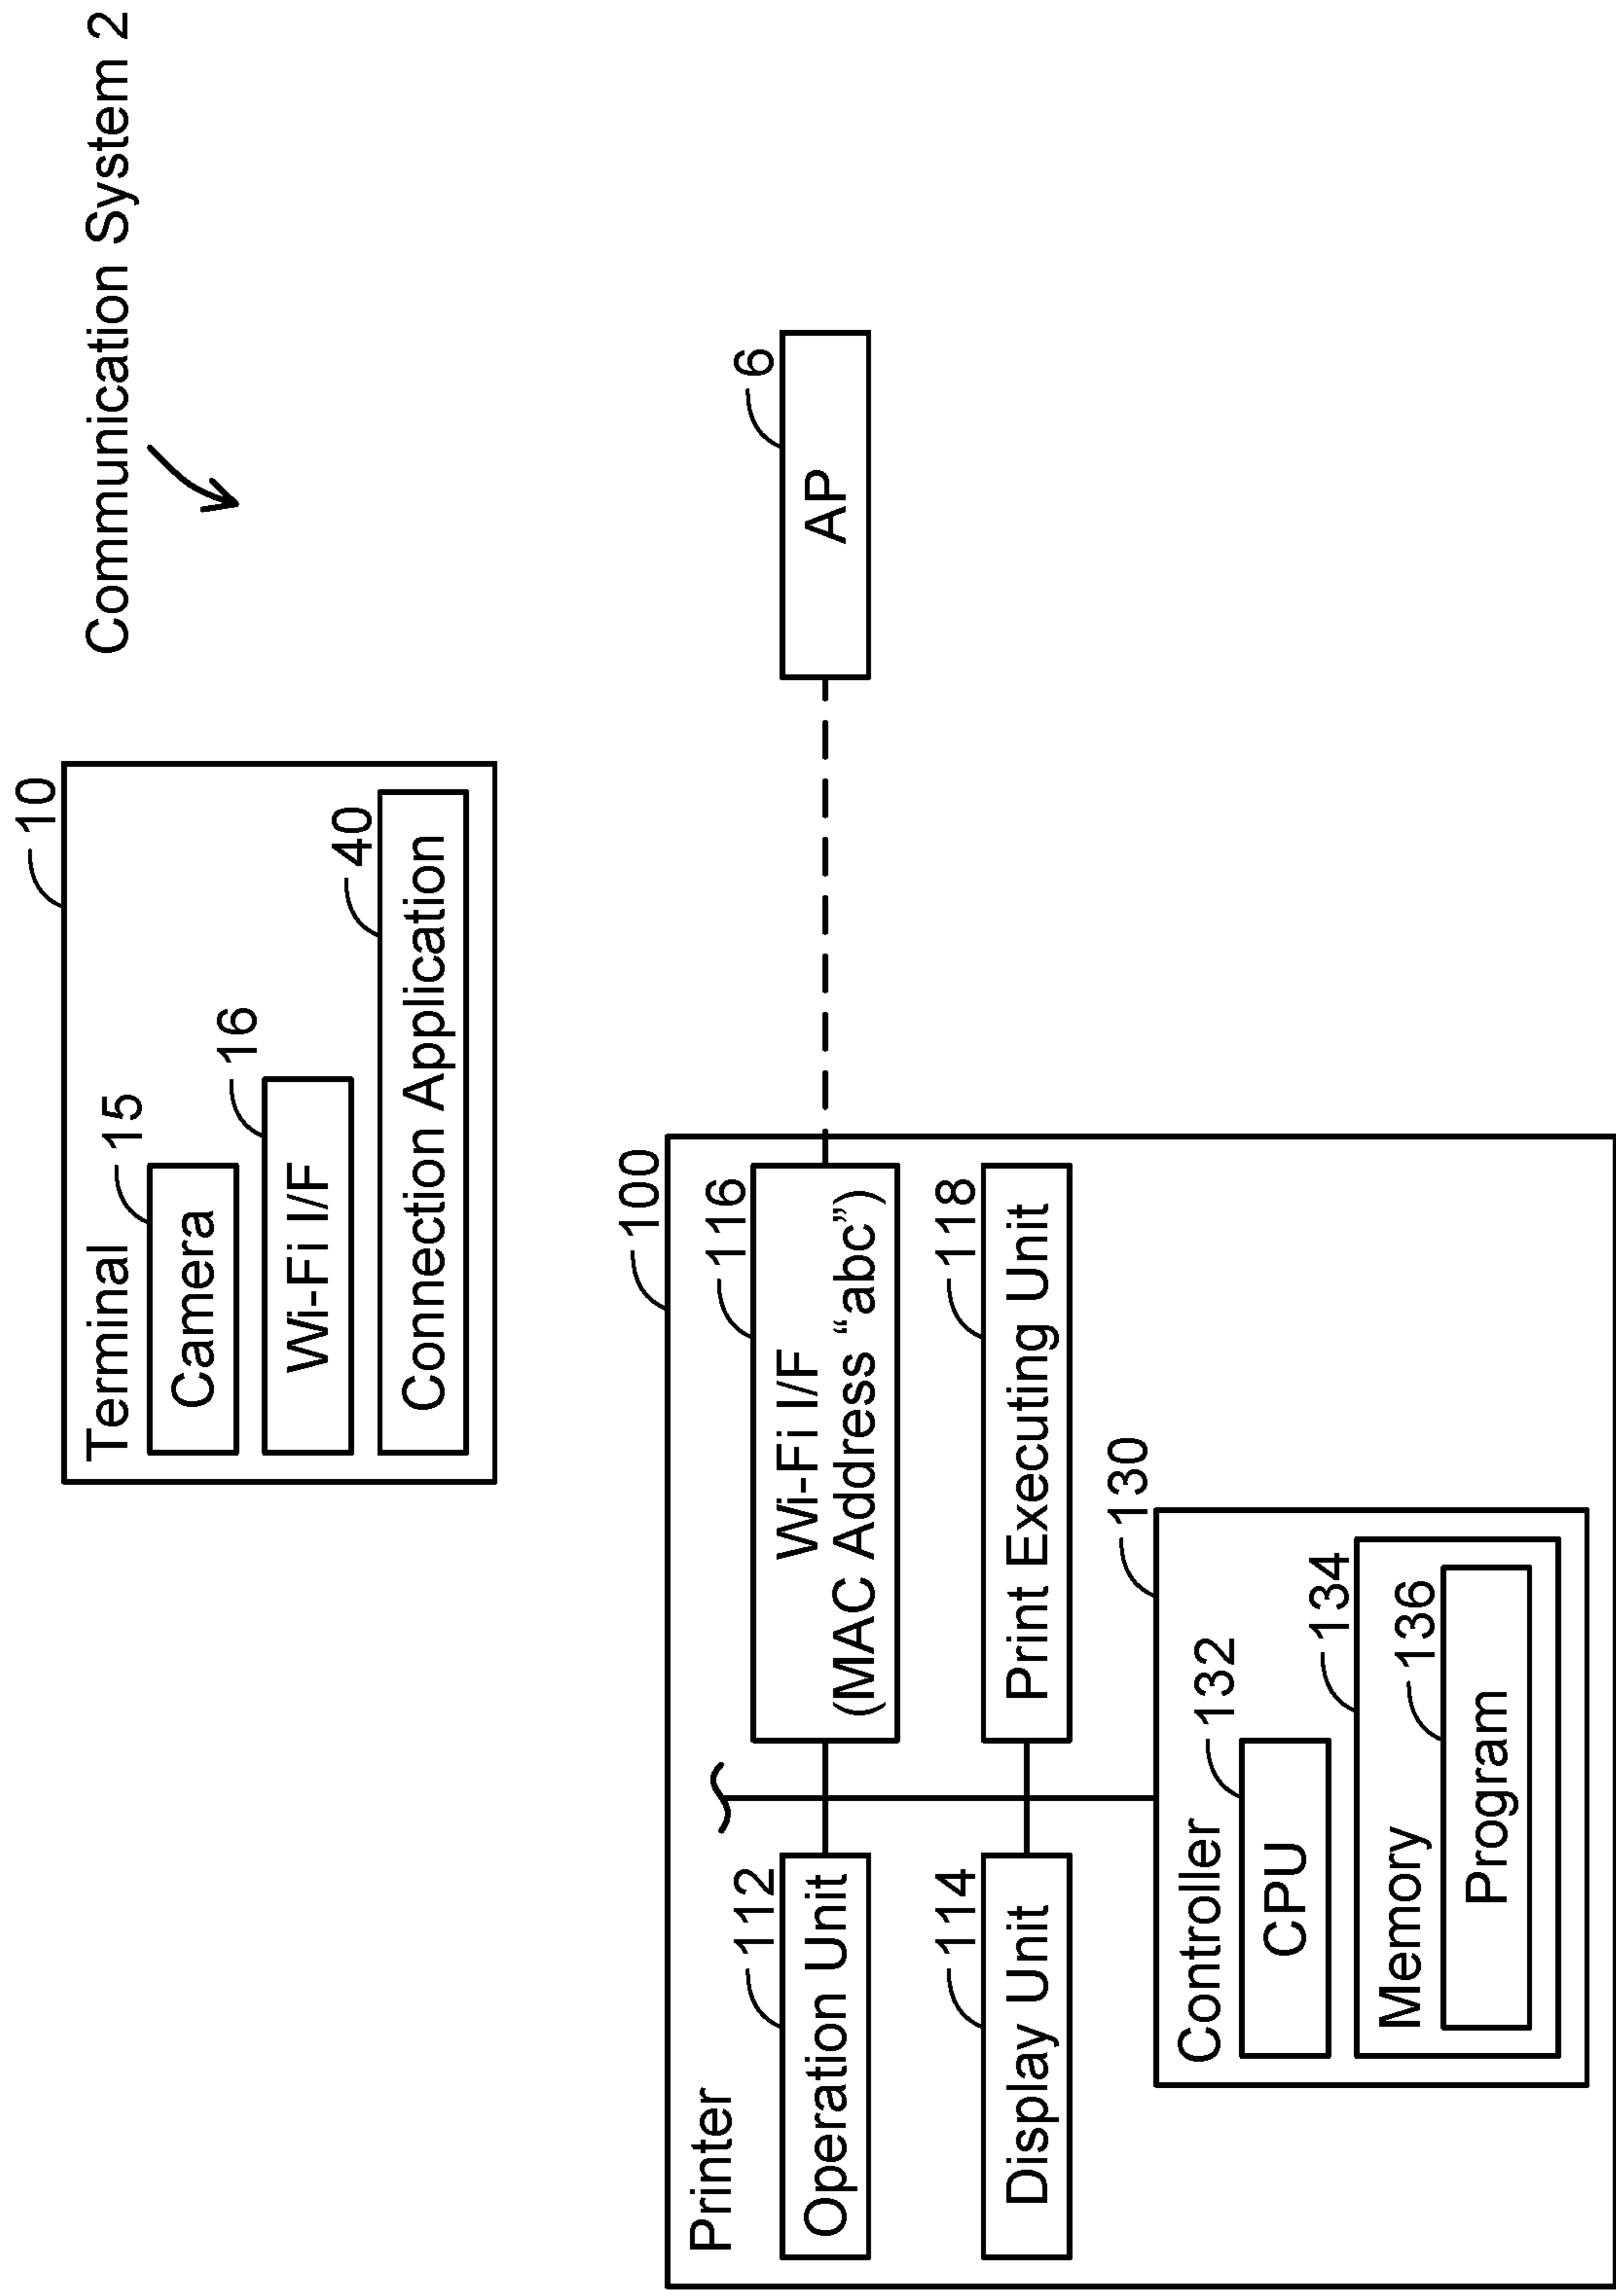 Communication System 2
10
Terminal
15
Camera
16
Wi-Fi I/F
40
Connection Application
6
AP
100
Printer
112
Operation Unit
116
Wi-Fi I/F
(MAC Address “abc”)
114
Display Unit
118
Print Executing Unit
130
Controller
132
CPU
134
Memory
136
Program